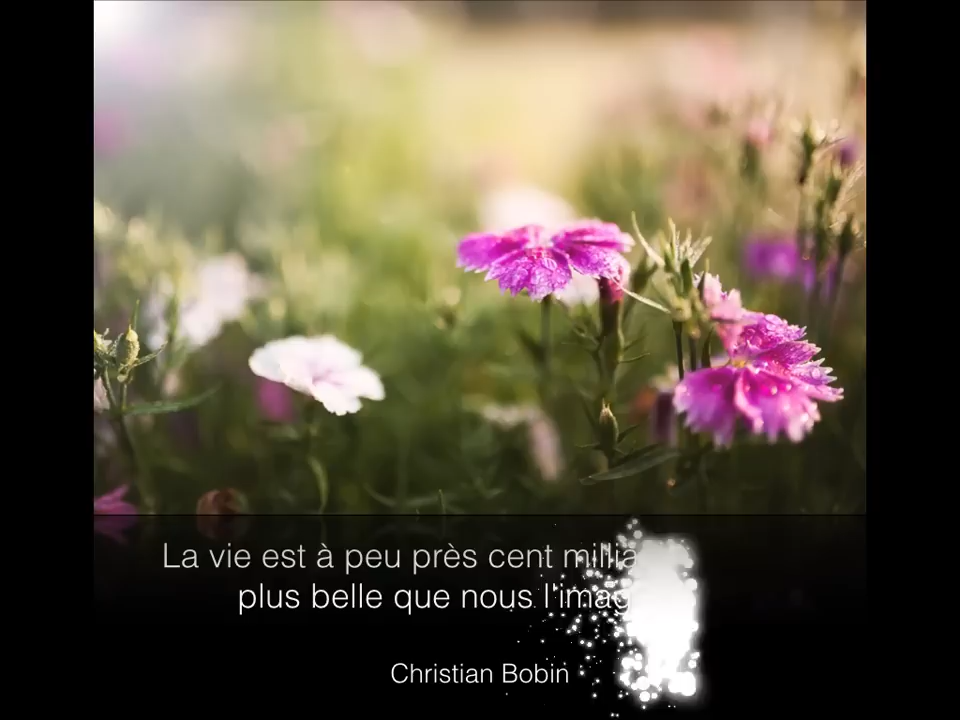 La vie est à peu près cent
plus belle que nous
Christian Bobin